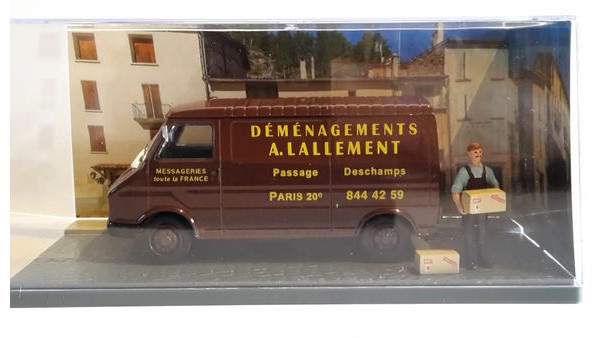 DÉMÉNAGEMENTS
A. LALLEMENT
MESSAGERIES
toute la FRANCE
Passage Deschamps
PARIS 20e 844 42 59